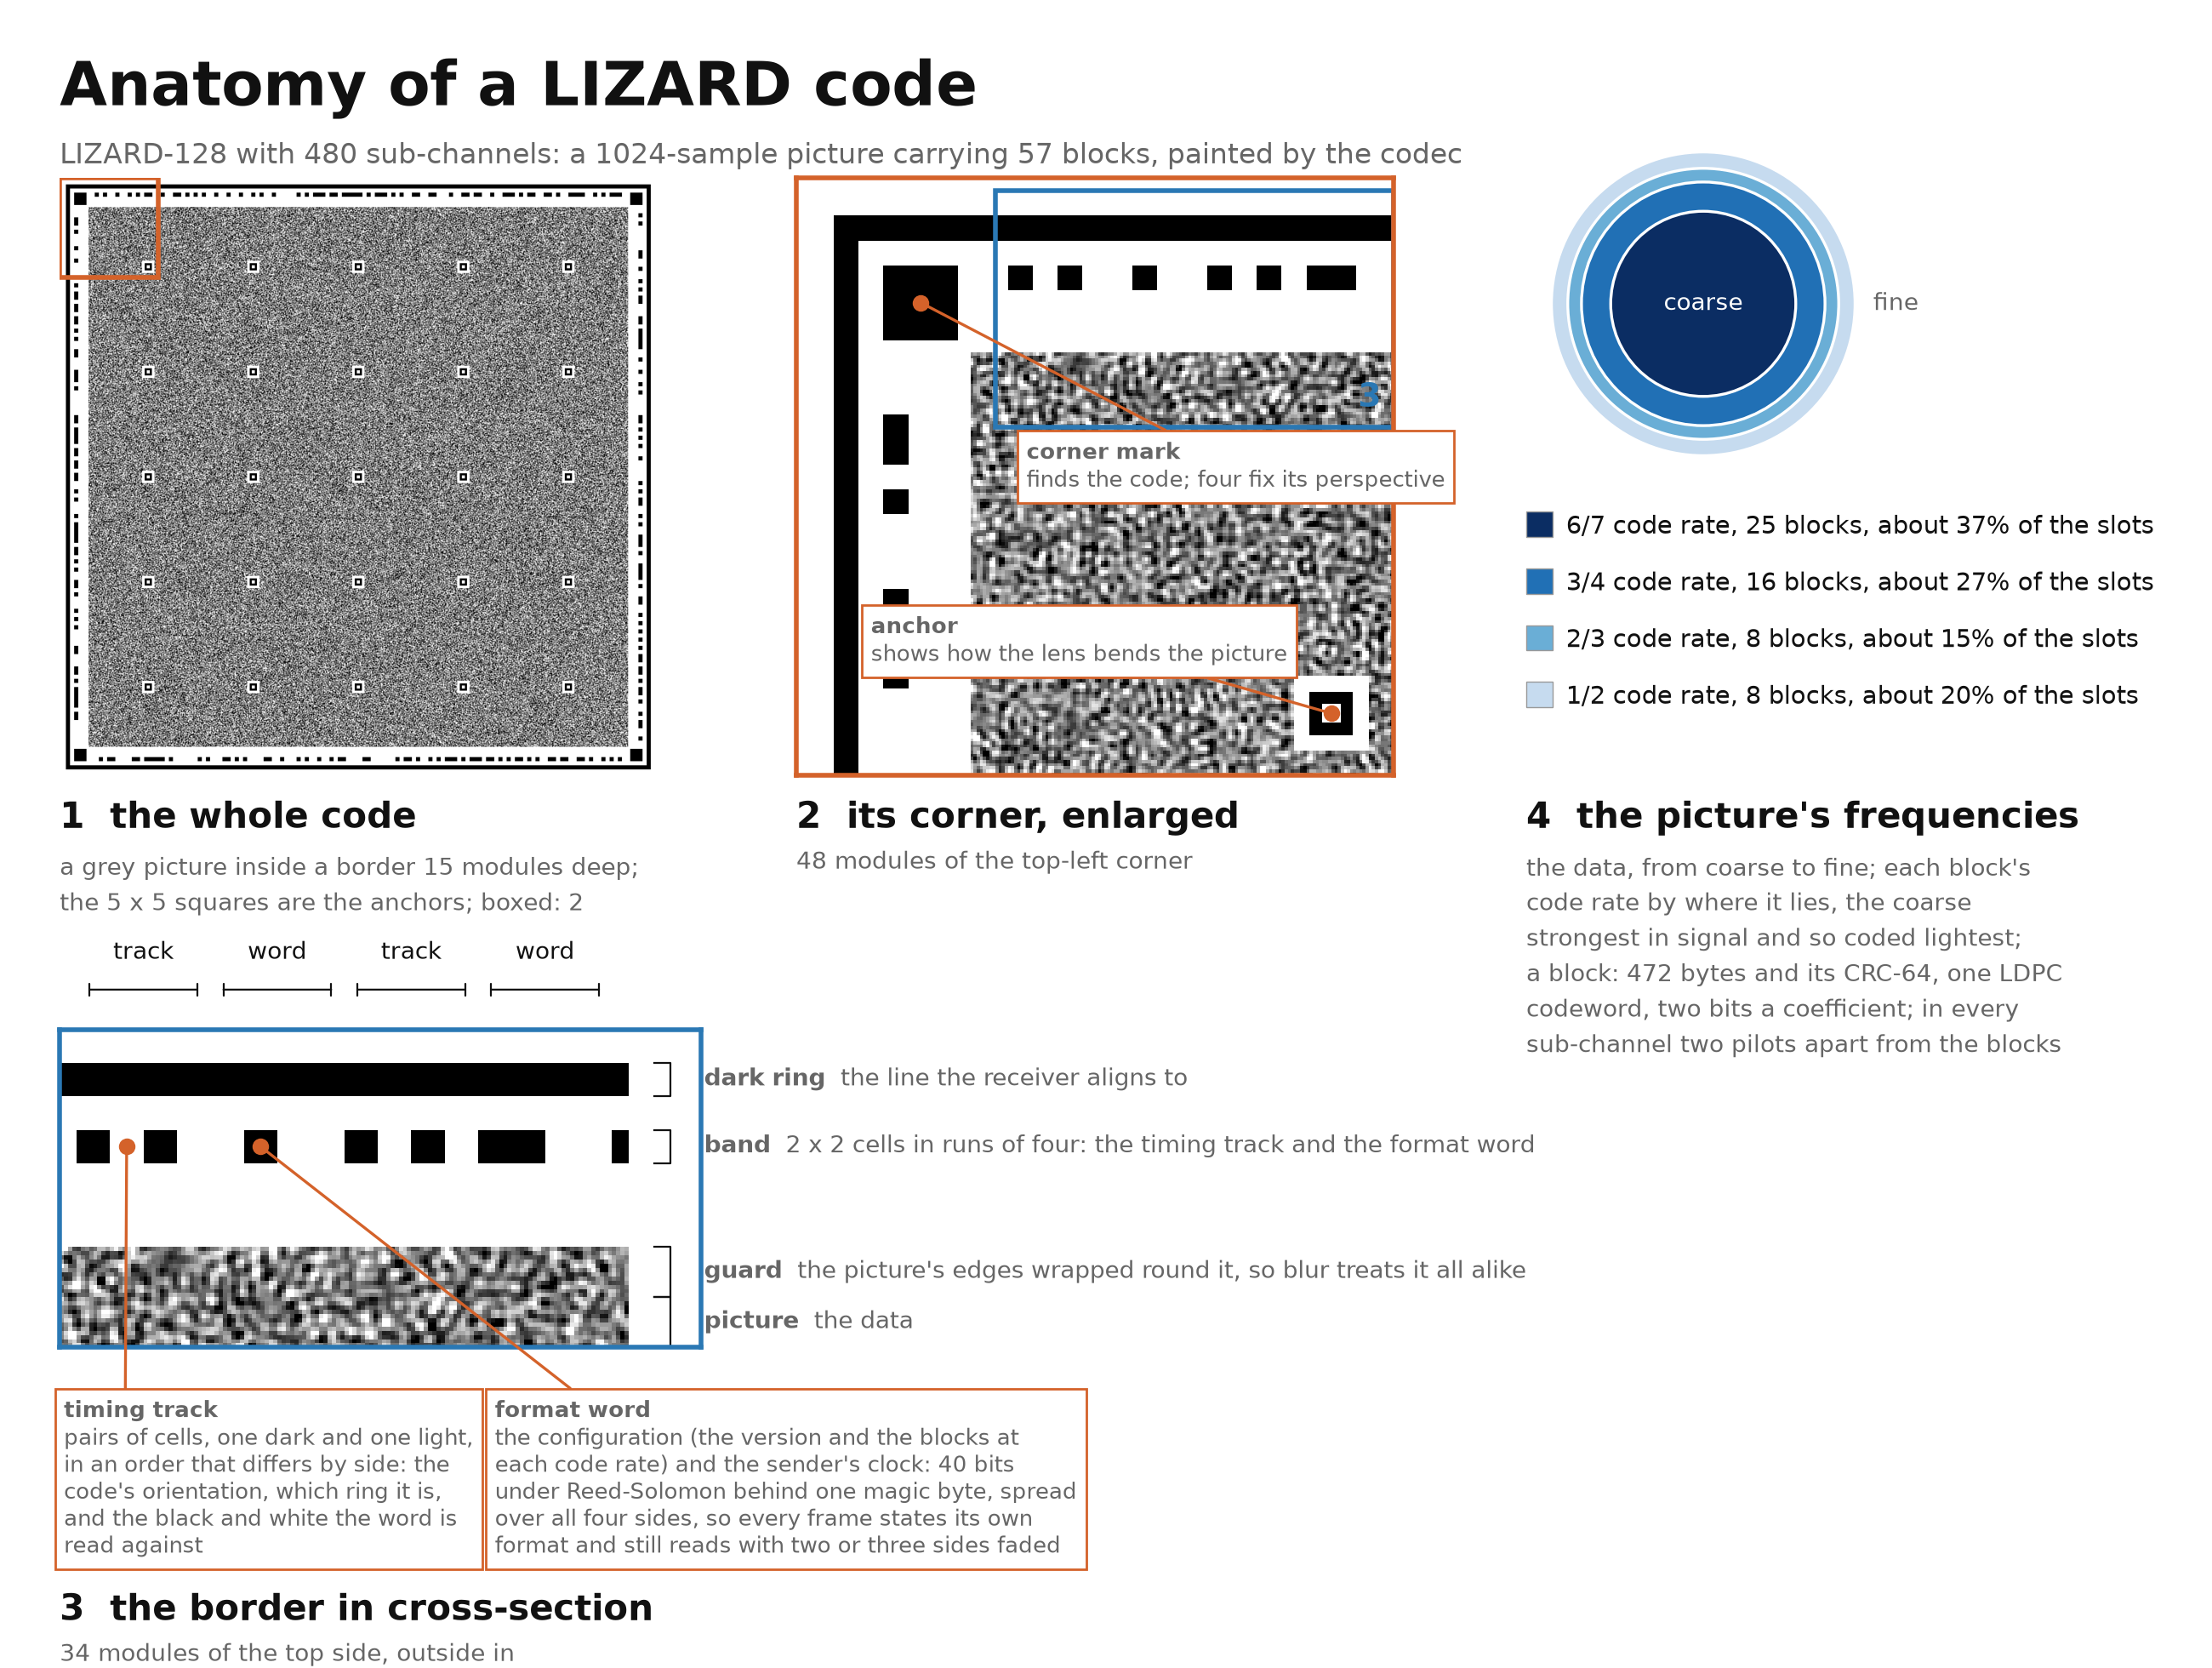 Anatomy of a LIZARD code
LIZARD-128 with 480 sub-channels: a 1024-sample picture carrying 57 blocks, painted by the codec
3
corner mark
finds the code; four fix its perspective
anchor
shows how the lens bends the picture
coarse
fine
6/7 code rate, 25 blocks, about 37% of the slots
3/4 code rate, 16 blocks, about 27% of the slots
2/3 code rate, 8 blocks, about 15% of the slots
1/2 code rate, 8 blocks, about 20% of the slots
1 the whole code
a grey picture inside a border 15 modules deep;
the 5 x 5 squares are the anchors; boxed: 2
2 its corner, enlarged
48 modules of the top-left corner
4 the picture's frequencies
the data, from coarse to fine; each block's
code rate by where it lies, the coarse
strongest in signal and so coded lightest;
a block: 472 bytes and its CRC-64, one LDPC
codeword, two bits a coefficient; in every
sub-channel two pilots apart from the blocks
track word track word
dark ring the line the receiver aligns to
band 2 x 2 cells in runs of four: the timing track and the format word
guard the picture's edges wrapped round it, so blur treats it all alike
picture the data
timing track
pairs of cells, one dark and one light,
in an order that differs by side: the
code's orientation, which ring it is,
and the black and white the word is
read against
format word
the configuration (the version and the blocks at
each code rate) and the sender's clock: 40 bits
under Reed-Solomon behind one magic byte, spread
over all four sides, so every frame states its own
format and still reads with two or three sides faded
3 the border in cross-section
34 modules of the top side, outside in